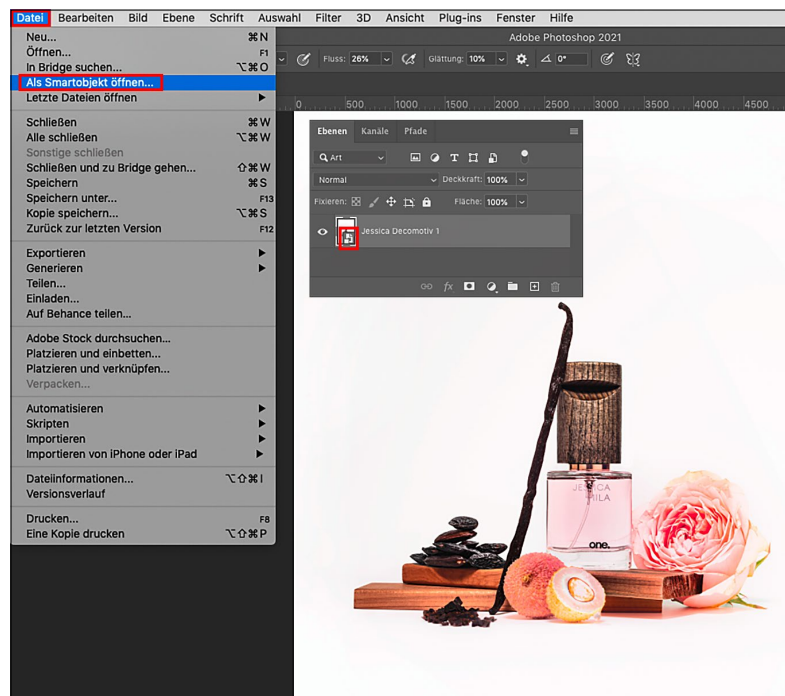 Datei Bearbeiten Bild Ebene Schrift Auswahl Filter 3D Ansicht Plug-ins Fenster Hilfe
Adobe Photoshop 2021
Fluss: 26% Glättung: 10% 0°
Neu... ⌘N
Öffnen... F1
In Bridge suchen... ⌥⌘O
Als Smartobjekt öffnen...
Letzte Dateien öffnen
Schließen ⌘W
Alle schließen ⌥⌘W
Sonstige schließen
Schließen und zu Bridge gehen... ⇧⌘W
Speichern ⌘S
Speichern unter... F13
Kopie speichern... ⌥⌘S
Zurück zur letzten Version F12
Exportieren
Generieren
Teilen...
Einladen...
Auf Behance teilen...
Adobe Stock durchsuchen...
Platzieren und einbetten...
Platzieren und verknüpfen...
Verpacken...
Automatisieren
Skripten
Importieren
Importieren von iPhone oder iPad
Dateiinformationen... ⌥⇧⌘I
Versionsverlauf
Drucken... F8
Eine Kopie drucken ⌥⇧⌘P
0 500 1000 1500 2000 2500 3000 3500 4000 4500
Ebenen Kanäle Pfade
Art
Normal Deckkraft: 100%
Fixieren: Fläche: 100%
Jessica Decomotiv 1
fx
JESSICA
MILA
one.